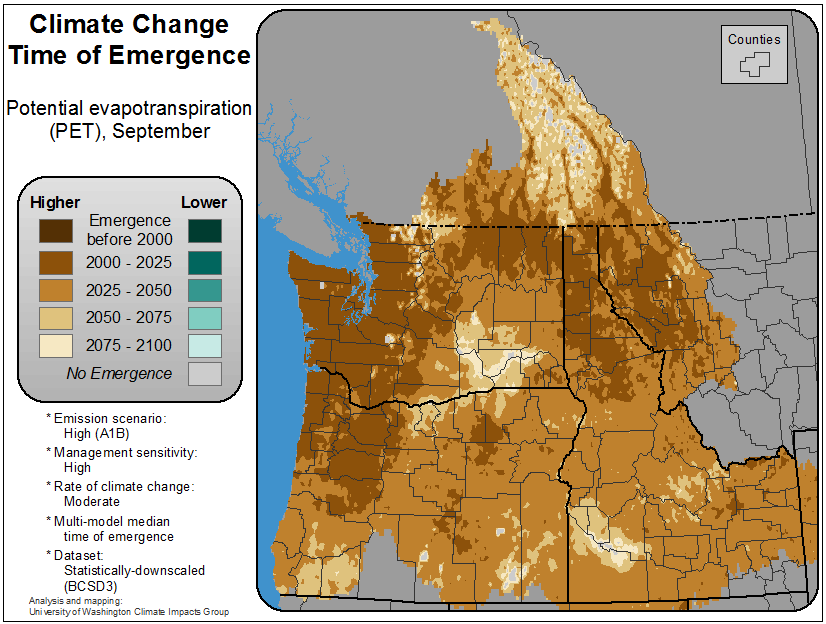 Climate Change
Time of Emergence
Potential evapotranspiration
(PET), September
Higher Lower
Emergence
before 2000
2000 - 2025
2025 - 2050
2050 - 2075
2075 - 2100
No Emergence
* Emission scenario:
High (A1B)
* Management sensitivity:
High
* Rate of climate change:
Moderate
* Multi-model median
time of emergence
* Dataset:
Statistically-downscaled
(BCSD3)
Analysis and mapping:
University of Washington Climate Impacts Group
Counties